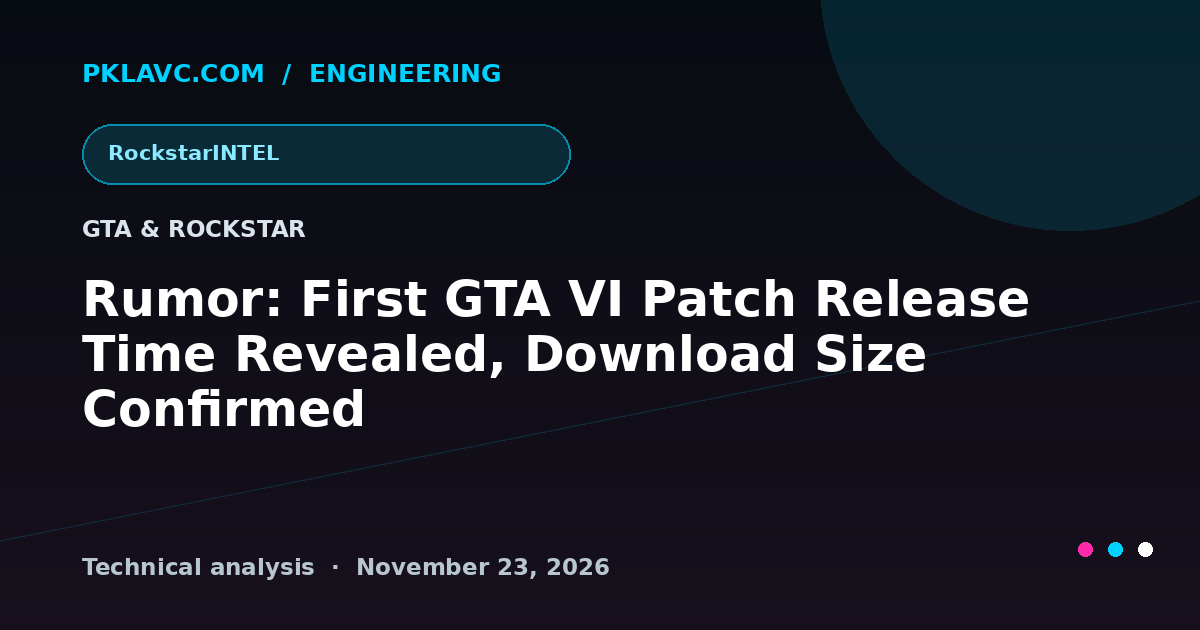 PKLAVC.COM / ENGINEERING
RockstarINTEL
GTA & ROCKSTAR
Rumor: First GTA VI Patch Release
Time Revealed, Download Size
Confirmed
Technical analysis · November 23, 2026